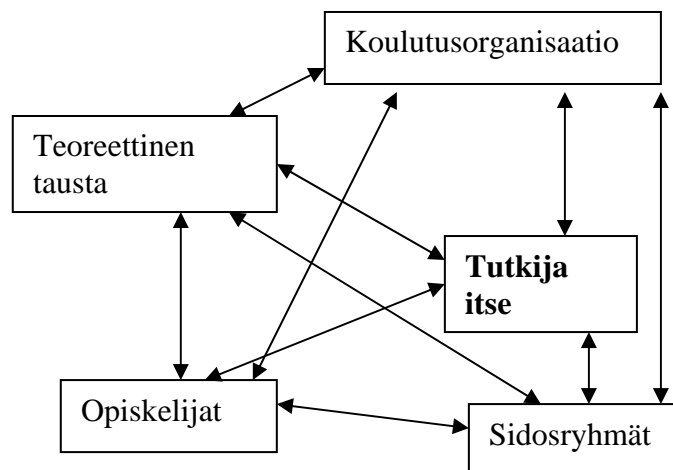 Koulutusorganisaatio
Teoreettinen
tausta
Tutkija
itse
Opiskelijat
Sidosryhmät